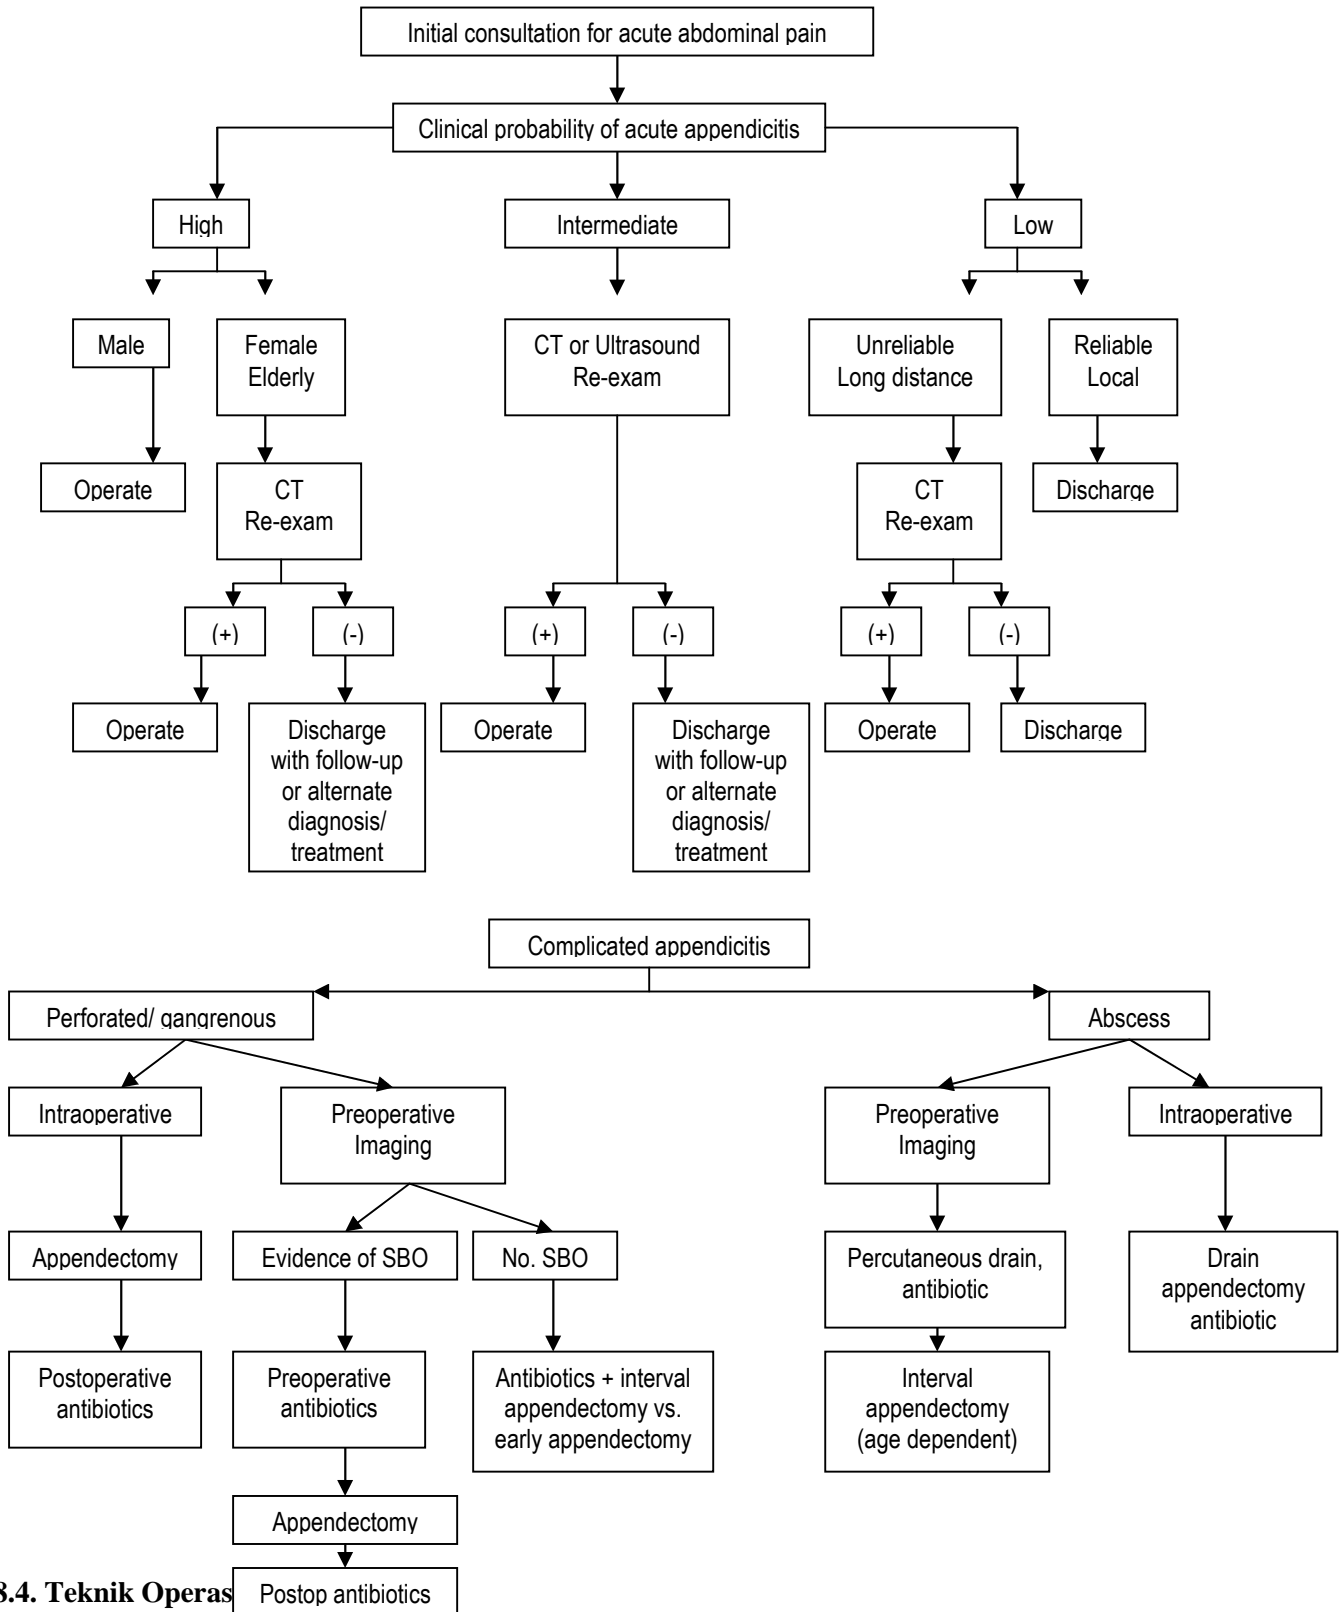 Initial consultation for acute abdominal pain
Clinical probability of acute appendicitis
High
Intermediate
Low
Male
Female
Elderly
CT or Ultrasound
Re-exam
Unreliable
Long distance
Reliable
Local
Operate
CT
Re-exam
CT
Re-exam
Discharge
(+)
(-)
(+)
(-)
(+)
(-)
Operate
Discharge
with follow-up
or alternate
diagnosis/
treatment
Operate
Discharge
with follow-up
or alternate
diagnosis/
treatment
Operate
Discharge
Complicated appendicitis
Perforated/ gangrenous
Abscess
Intraoperative
Preoperative
Imaging
Preoperative
Imaging
Intraoperative
Appendectomy
Evidence of SBO
No. SBO
Percutaneous drain,
antibiotic
Drain
appendectomy
antibiotic
Postoperative
antibiotics
Preoperative
antibiotics
Antibiotics + interval
appendectomy vs.
early appendectomy
Interval
appendectomy
(age dependent)
Appendectomy
8.4. Teknik Operas
Postop antibiotics